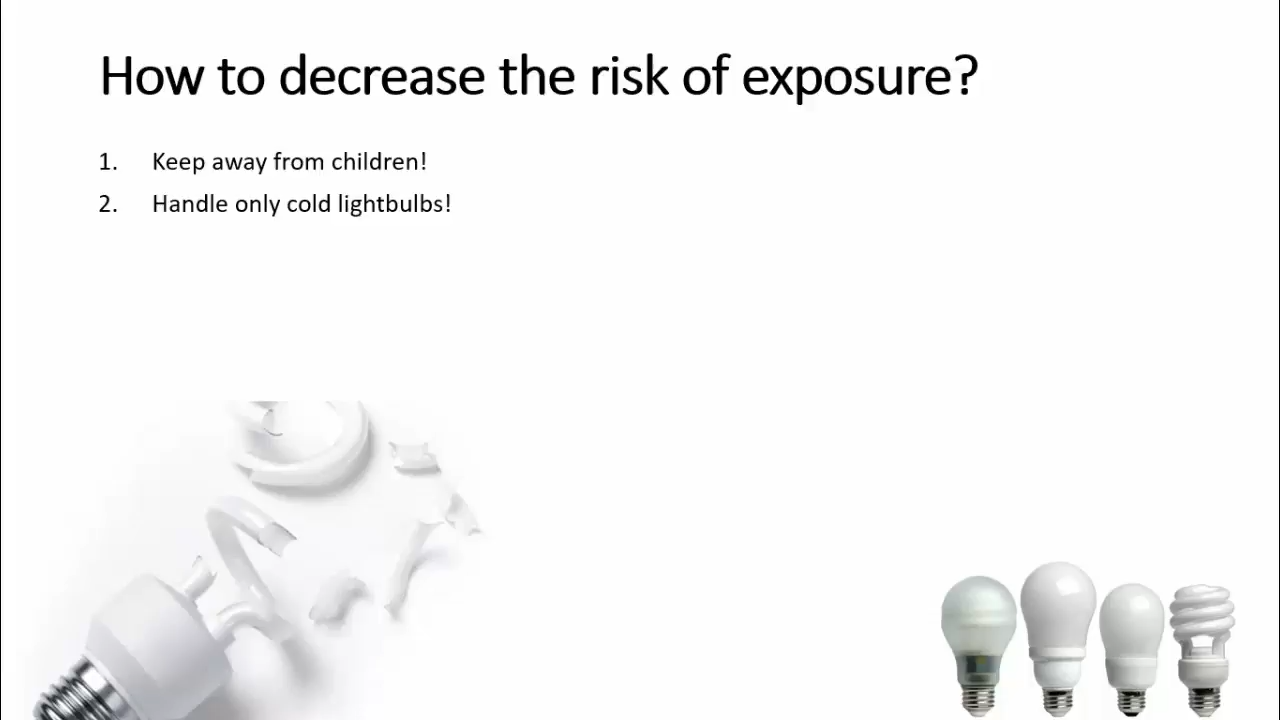 How to decrease the risk of exposure?
1. Keep away from children!
2. Handle only cold lightbulbs!